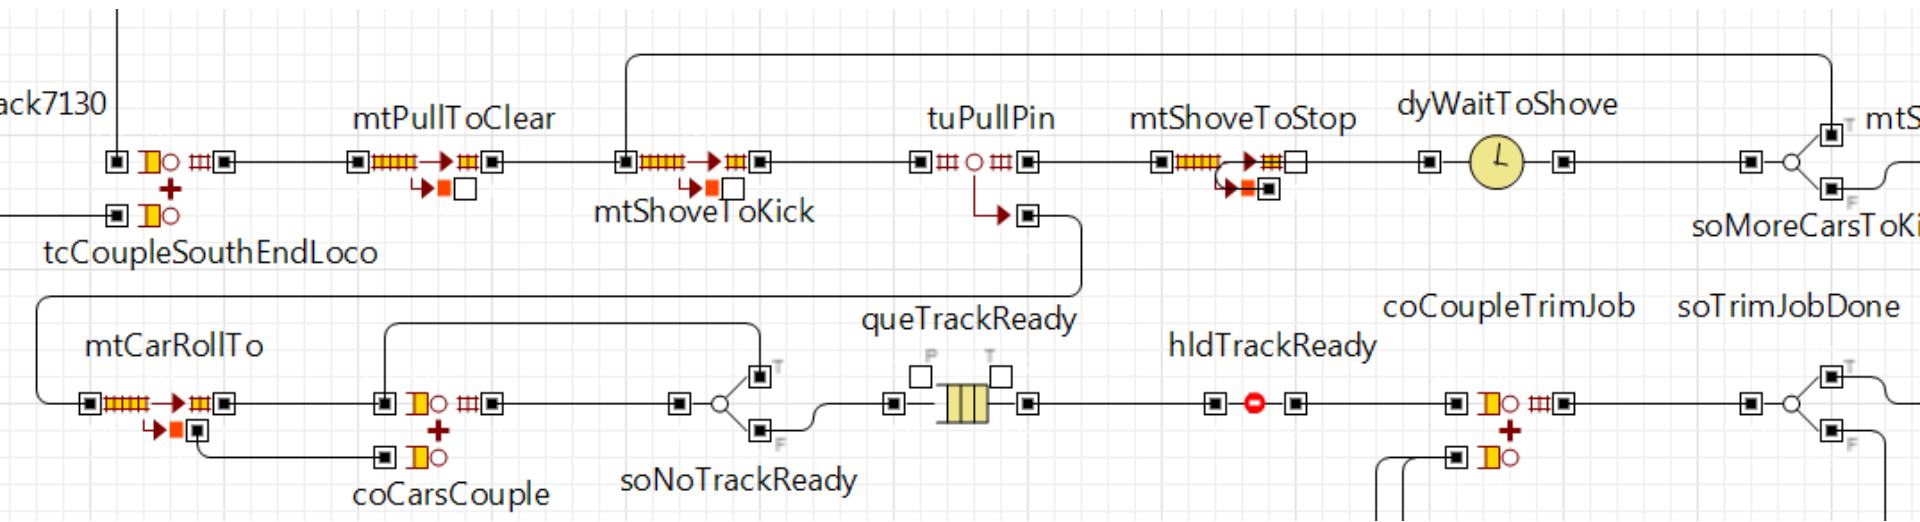 ack7130
mtPullToClear
tuPullPin
mtShoveToStop
dyWaitToShove
T
mtS
mtShoveToKick
F
tcCoupleSouthEndLoco
soMoreCarsToKi
mtCarRollTo
queTrackReady
hldTrackReady
coCoupleTrimJob
soTrimJobDone
T
P
T
T
F
F
coCarsCouple
soNoTrackReady